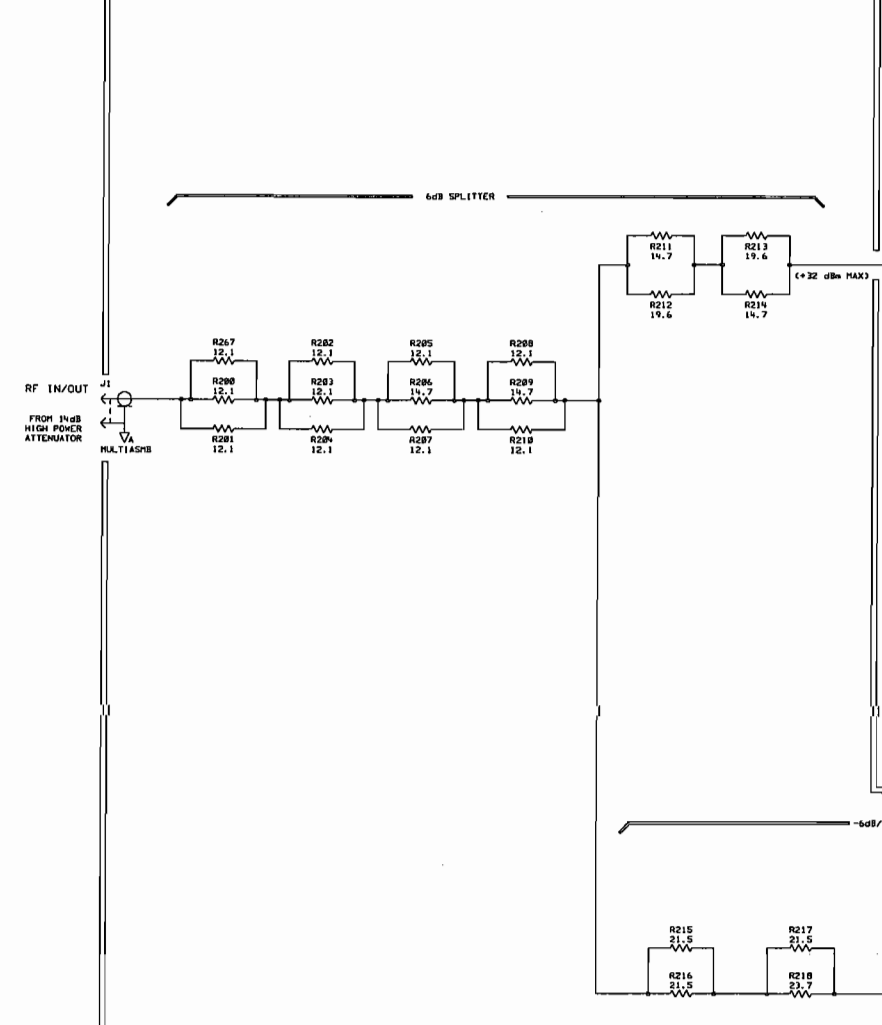 6dB SPLITTER
R211
14.7
R213
19.6
(+32 dBm MAX)
R212
19.6
R214
14.7
R267
12.1
R202
12.1
R205
12.1
R208
12.1
RF IN/OUT
J1
R200
12.1
R203
12.1
R206
14.7
R209
14.7
FROM 14dB
HIGH POWER
ATTENUATOR
A
MULTIASMB
R201
12.1
R204
12.1
R207
12.1
R210
12.1
-6dB/
R215
21.5
R217
21.5
R216
21.5
R218
23.7